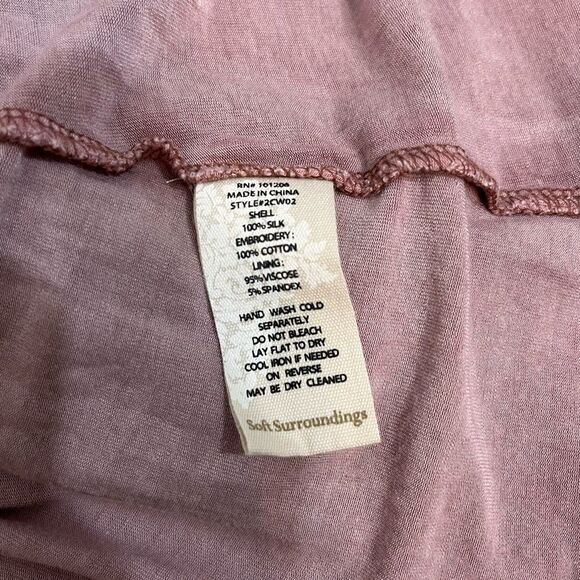 RN# 101264
MADE IN CHINA
STYLE#2CW02
SHELL
100% SILK
EMBROIDERY:
100% COTTON
LINING:
95%VISCOSE
5% SPANDEX
HAND WASH COLD
SEPARATELY
DO NOT BLEACH
LAY FLAT TO DRY
COOL IRON IF NEEDED
ON REVERSE
MAY BE DRY CLEANED
Soft Surroundings